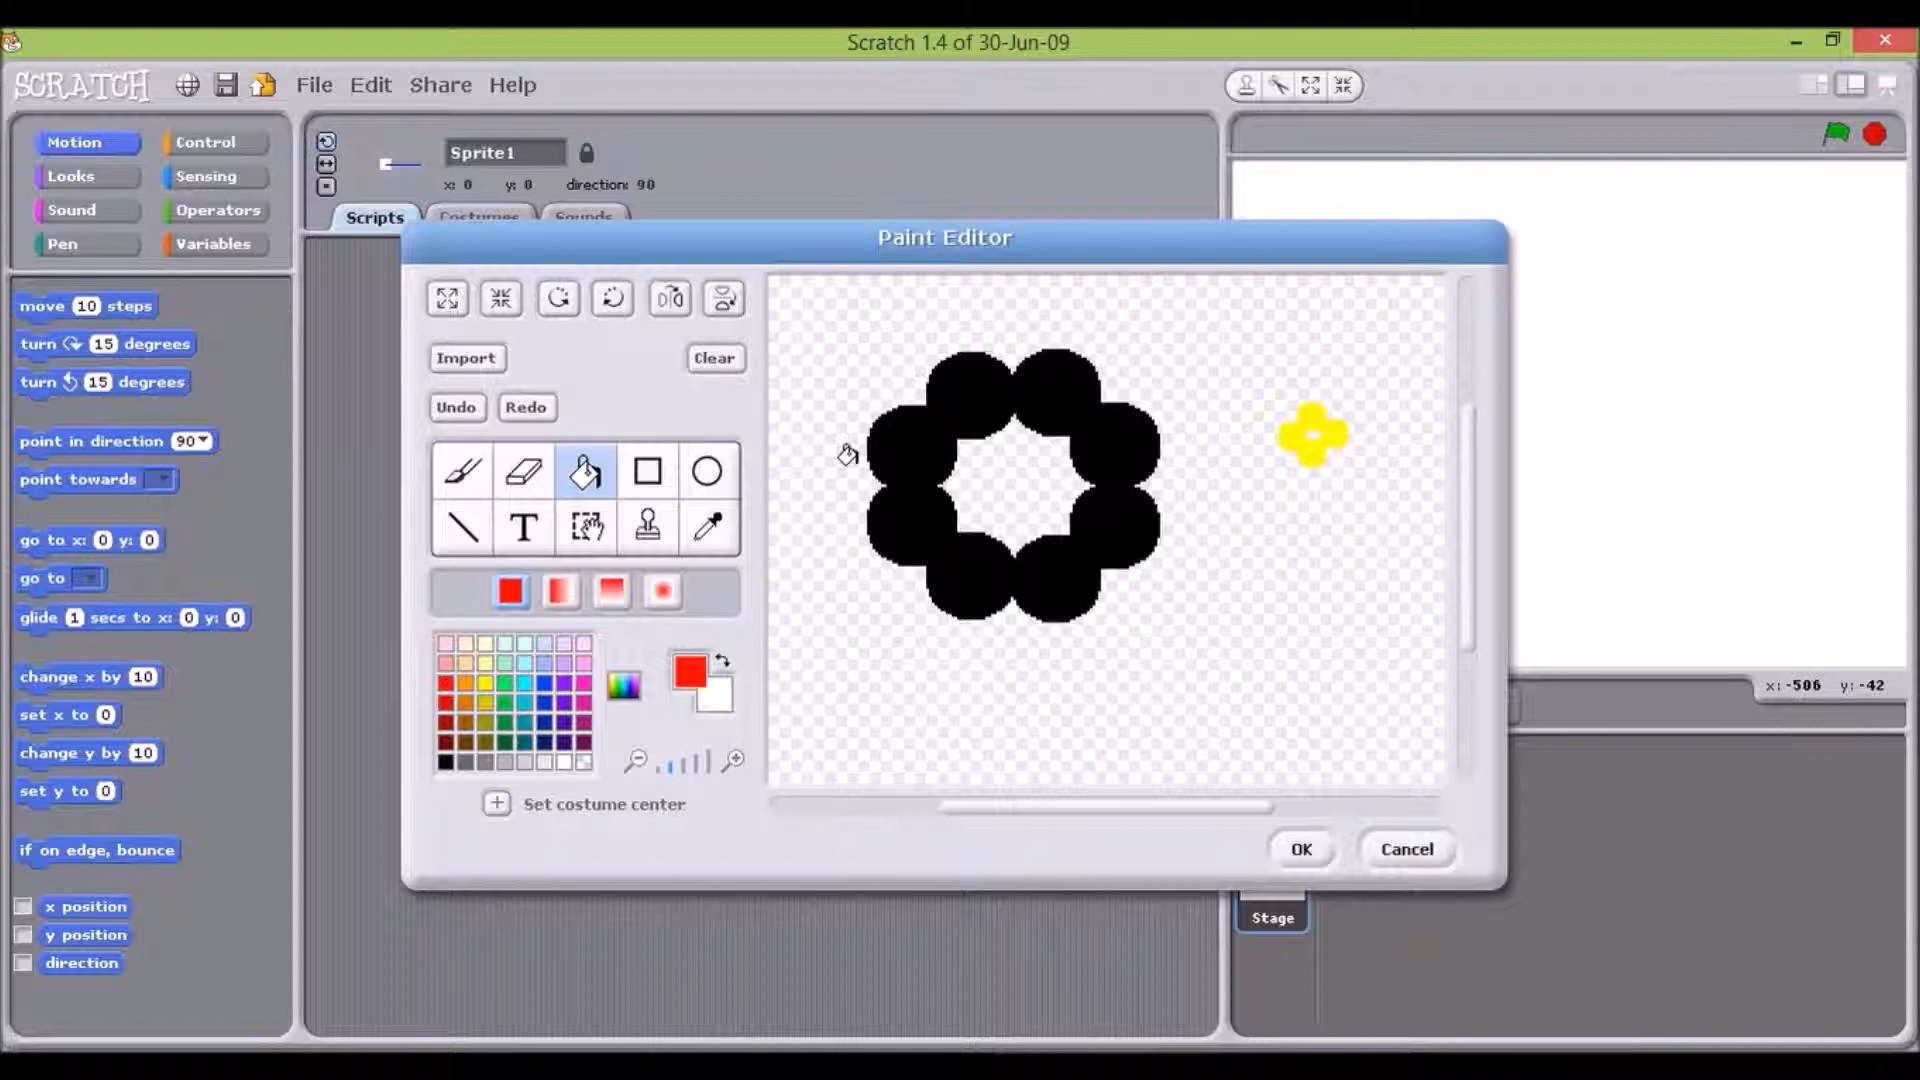 Scratch 1.4 of 30-Jun-09
SCRATCH File Edit Share Help
Motion Control
Looks Sensing
Sound Operators
Pen Variables
Sprite1
x: 0 y: 0 direction: 90
Scripts Costumes Sounds
Paint Editor
Import Clear
Undo Redo
T
Set costume center
OK Cancel
move 10 steps
turn 15 degrees
turn 15 degrees
point in direction 90
point towards
go to x: 0 y: 0
go to
glide 1 secs to x: 0 y: 0
change x by 10
set x to 0
change y by 10
set y to 0
if on edge, bounce
x position
y position
direction
x: -506 y: -42
Stage